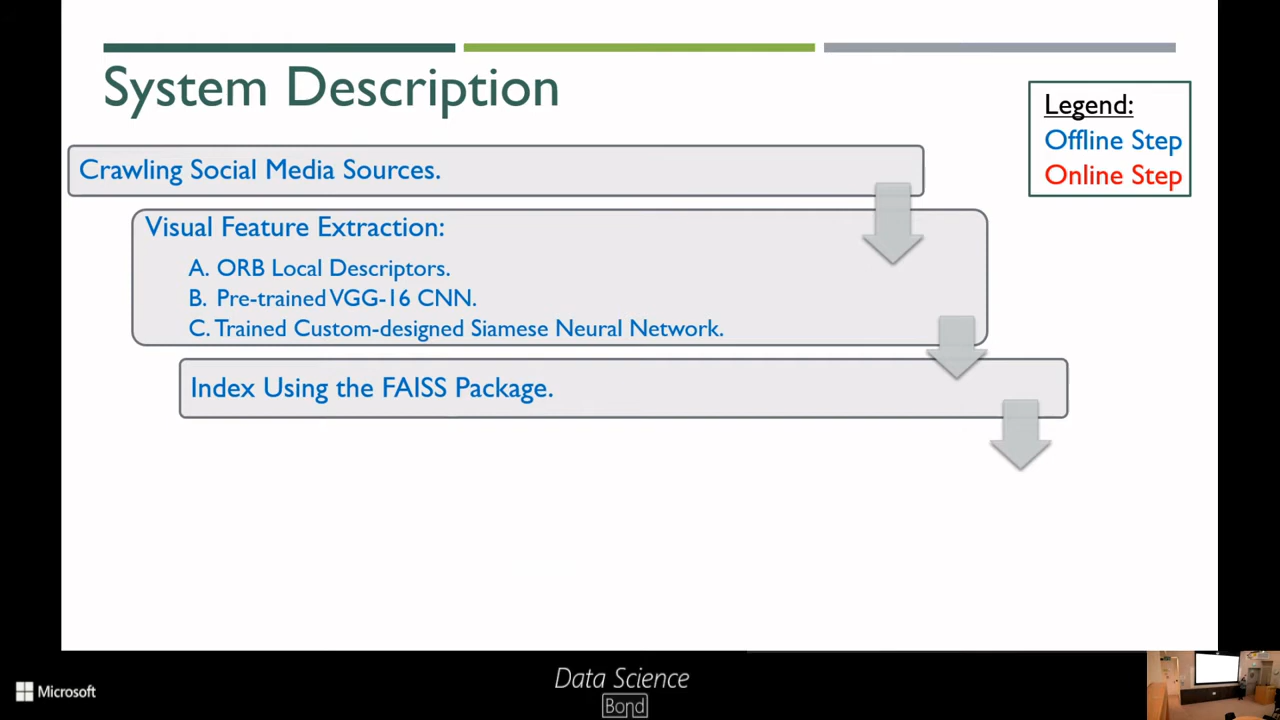 System Description
Legend:
Offline Step
Online Step
Crawling Social Media Sources.
Visual Feature Extraction:
A. ORB Local Descriptors.
B. Pre-trained VGG-16 CNN.
C. Trained Custom-designed Siamese Neural Network.
Index Using the FAISS Package.
Microsoft
Data Science
Bond